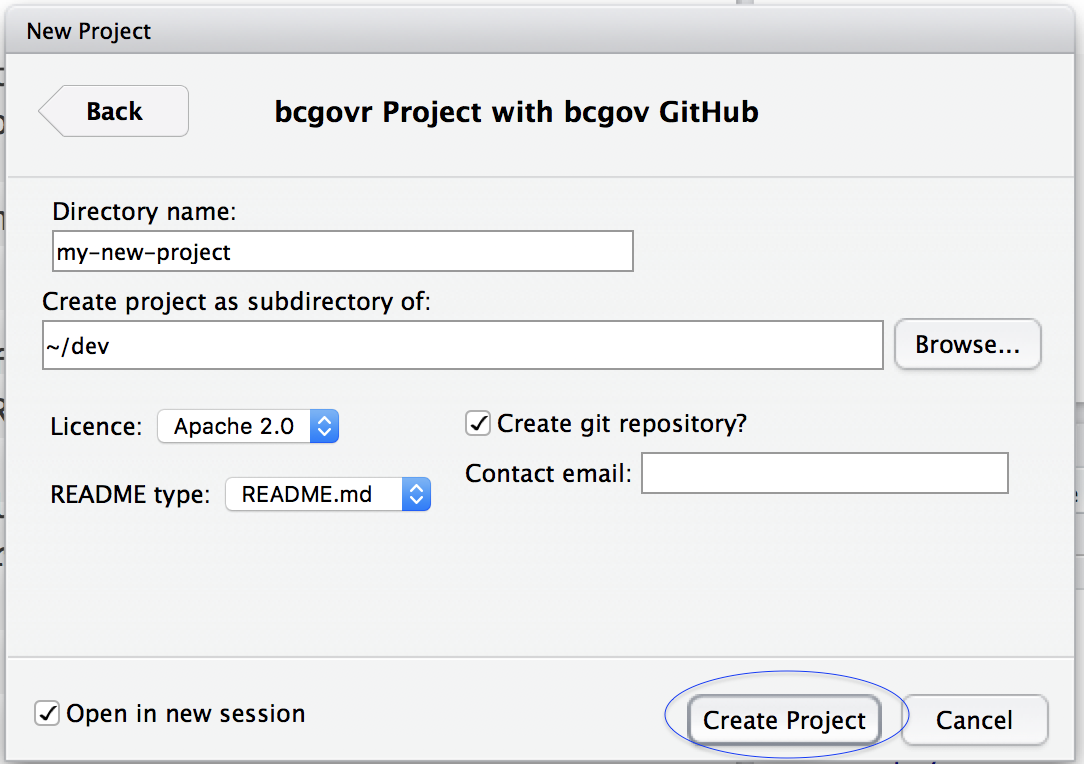 New Project
Back
bcgovr Project with bcgov GitHub
Directory name:
my-new-project
Create project as subdirectory of:
~/dev
Browse...
Licence: Apache 2.0
Create git repository?
Contact email:
README type: README.md
Open in new session
Create Project
Cancel